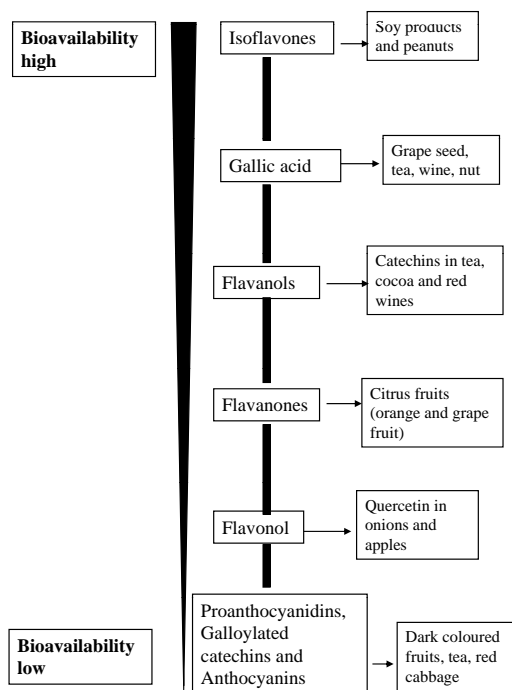 Bioavailability
high
Isoflavones
Soy products
and peanuts
Gallic acid
Grape seed,
tea, wine, nut
Flavanols
Catechins in tea,
cocoa and red
wines
Flavanones
Citrus fruits
(orange and grape
fruit)
Flavonol
Quercetin in
onions and
apples
Bioavailability
low
Proanthocyanidins,
Galloylated
catechins and
Anthocyanins
Dark coloured
fruits, tea, red
cabbage